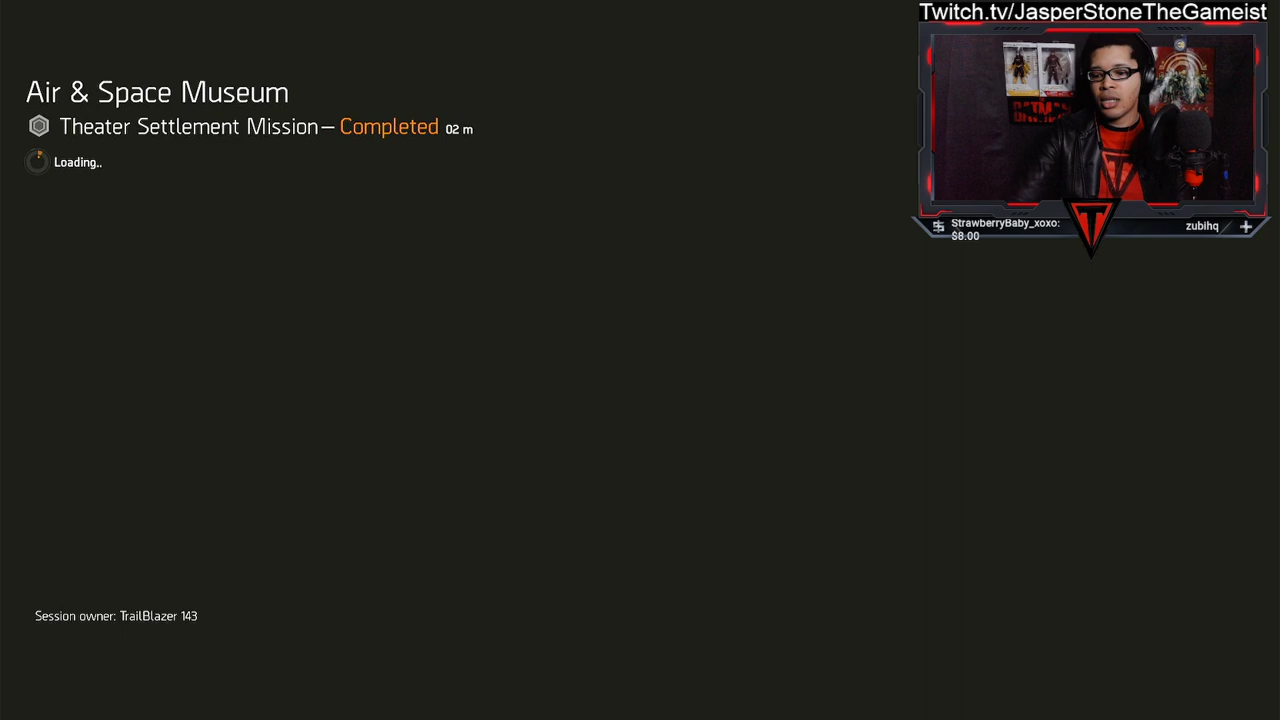 Twitch.tv/JasperStoneTheGameist
Air & Space Museum
Theater Settlement Mission – Completed 02 m
Loading..
StrawberryBaby_xoxo:
$8.00
zubihq
Session owner: TrailBlazer 143